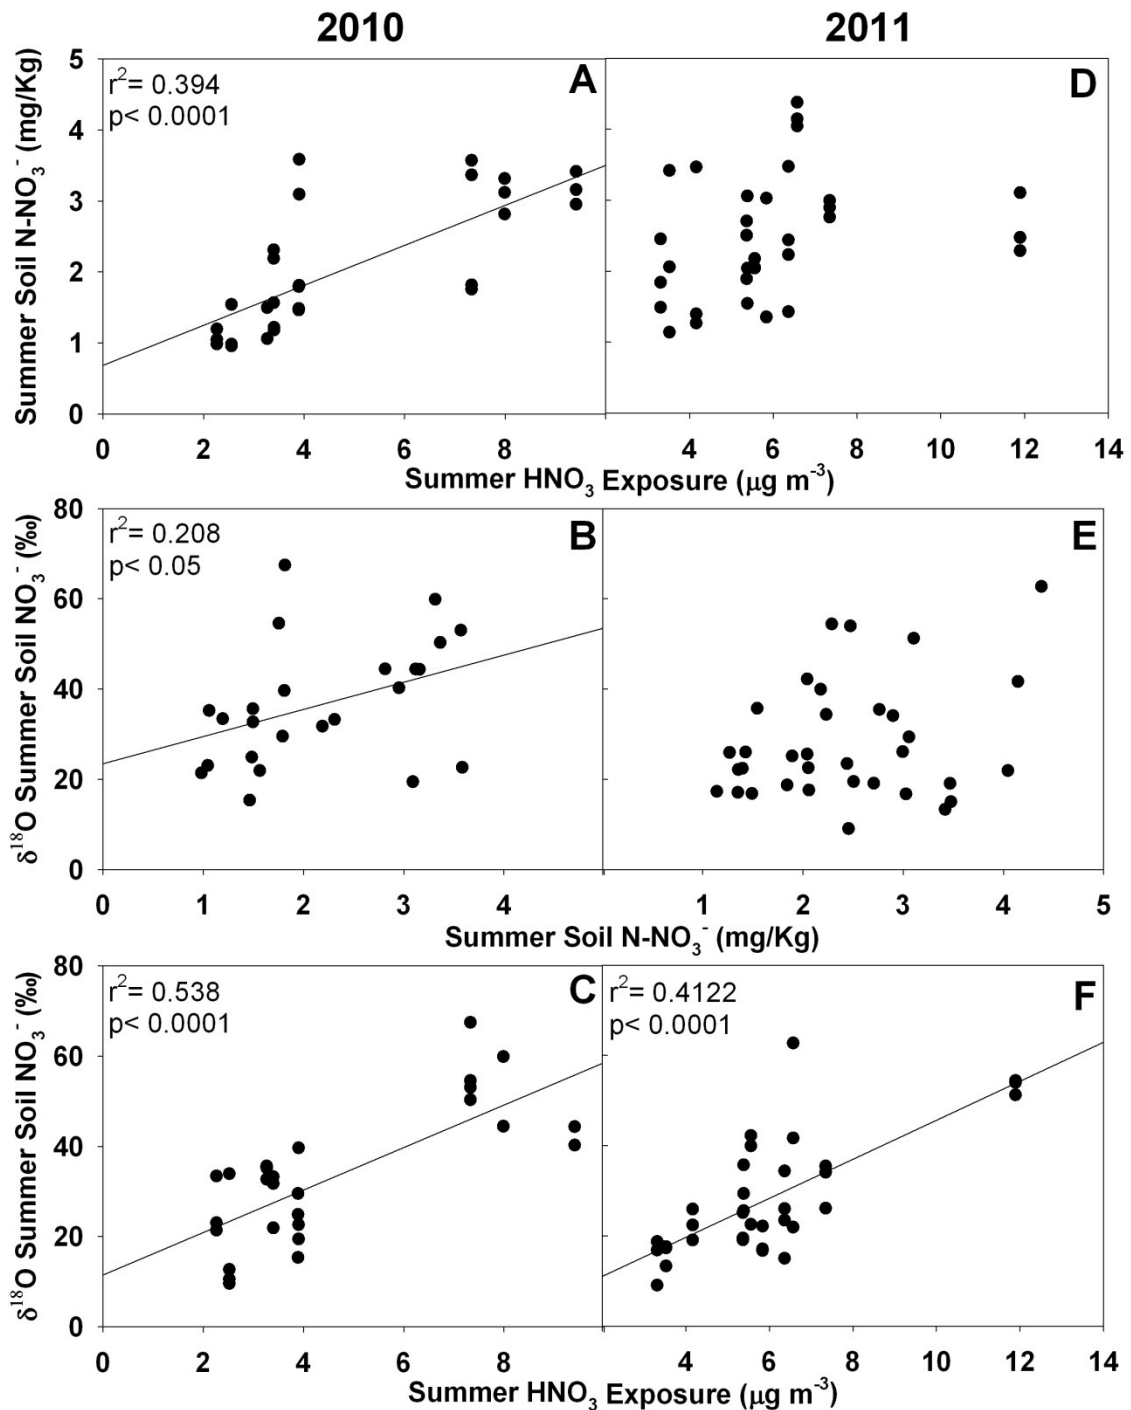 2010 2011
Summer Soil N-NO₃⁻ (mg/Kg)
r²= 0.394
p< 0.0001
A
D
5
4
3
2
1
0
0 2 4 6 8 4 6 8 10 12 14
Summer HNO₃ Exposure (μg m⁻³)
δ¹⁸O Summer Soil NO₃⁻ (‰)
r²= 0.208
p< 0.05
B
E
80
60
40
20
0
0 1 2 3 4 1 2 3 4 5
Summer Soil N-NO₃⁻ (mg/Kg)
δ¹⁸O Summer Soil NO₃⁻ (‰)
r²= 0.538
p< 0.0001
C
r²= 0.4122
p< 0.0001
F
80
60
40
20
0
0 2 4 6 8 4 6 8 10 12 14
Summer HNO₃ Exposure (μg m⁻³)